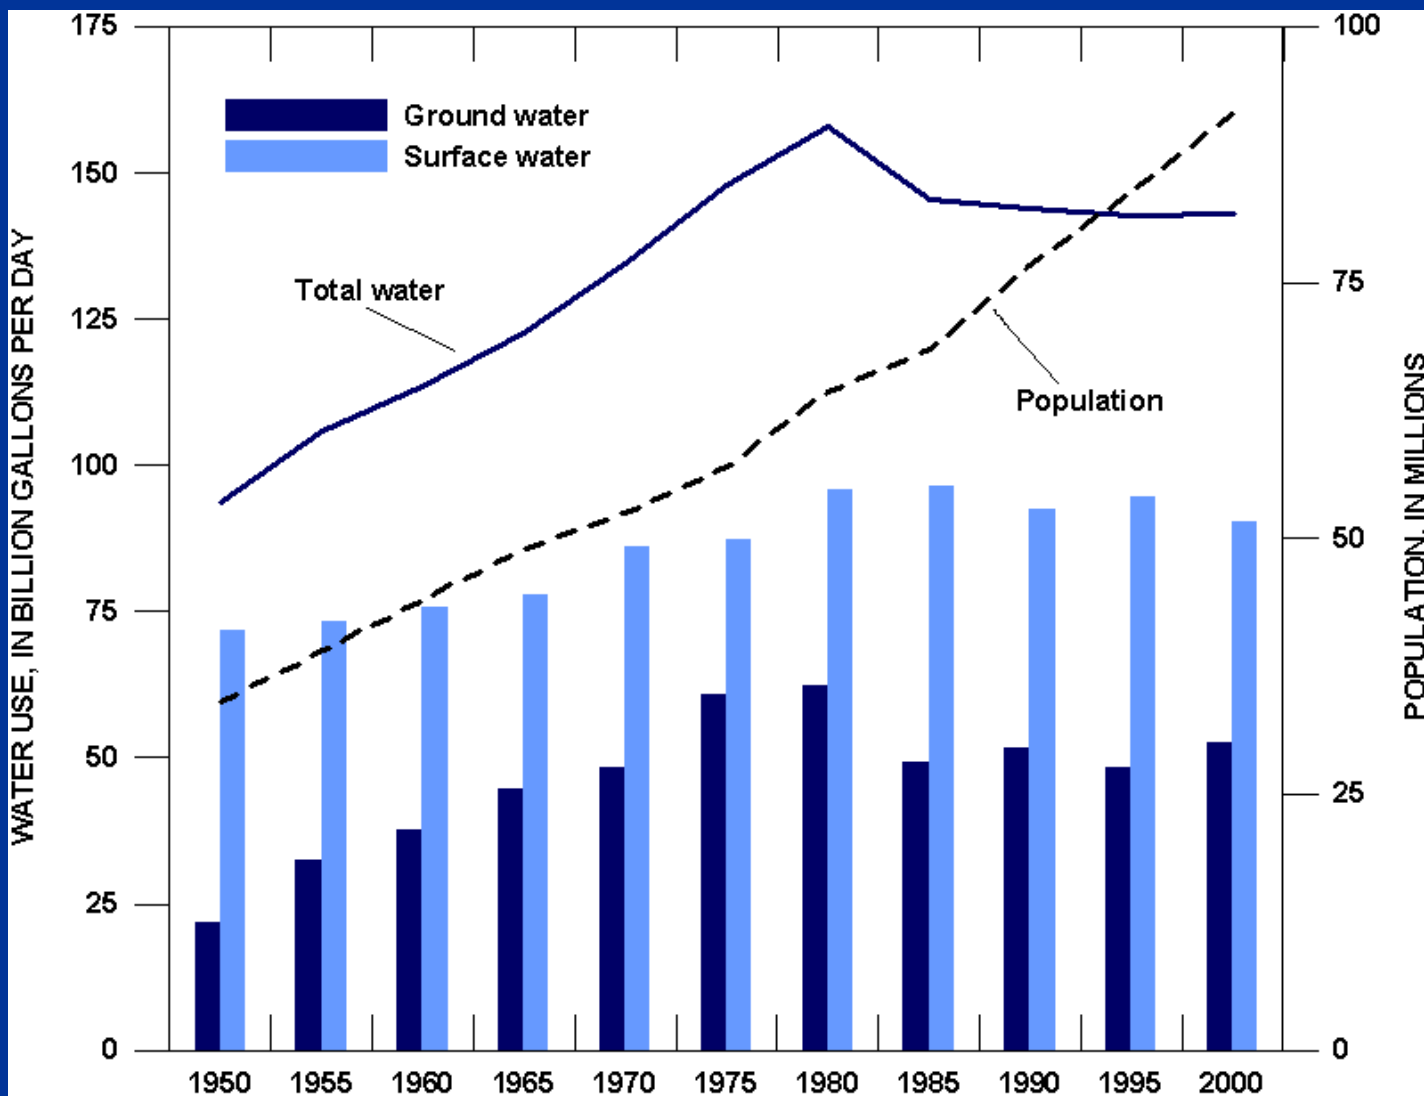 175
150
125
100
75
50
25
0
WATER USE, IN BILLION GALLONS PER DAY
Ground water
Surface water
Total water
Population
100
75
50
25
0
POPULATION, IN MILLIONS
1950 1955 1960 1965 1970 1975 1980 1985 1990 1995 2000